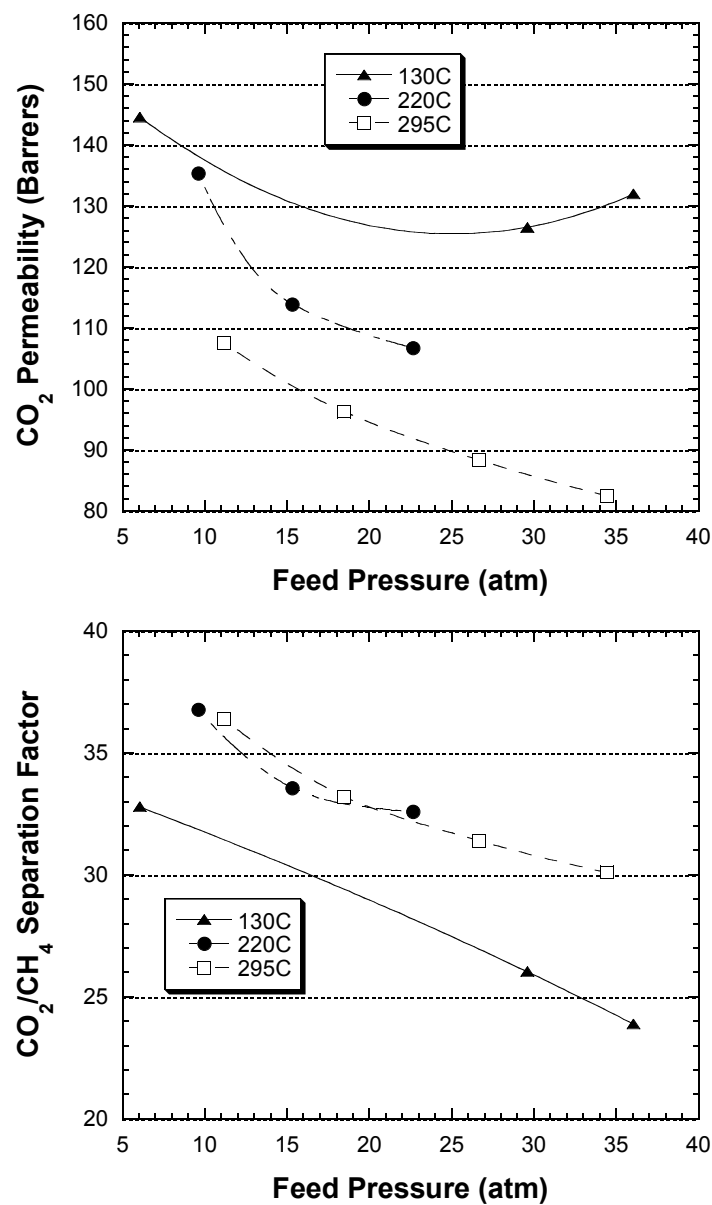 160
150
140
130
120
110
100
90
80
5 10 15 20 25 30 35 40
CO₂ Permeability (Barrers)
130C
220C
295C
Feed Pressure (atm)
40
35
30
25
20
5 10 15 20 25 30 35 40
CO₂/CH₄ Separation Factor
130C
220C
295C
Feed Pressure (atm)